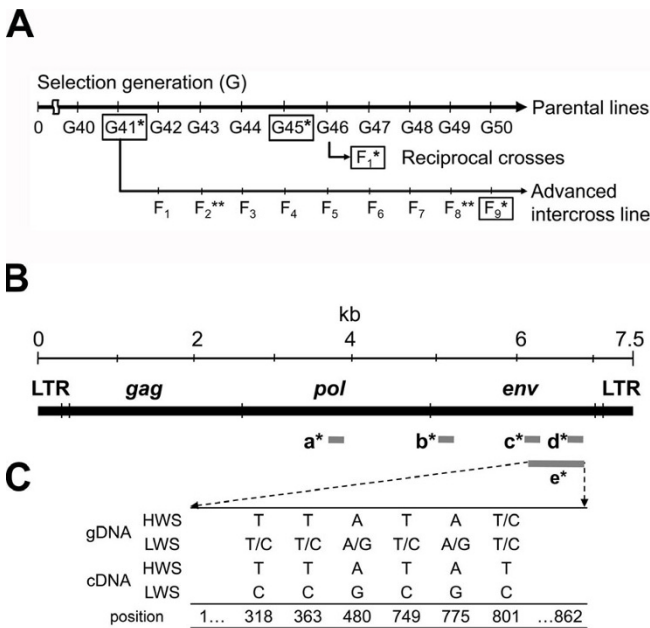 A
Selection generation (G)
Parental lines
0 G40 G41* G42 G43 G44 G45* G46 G47 G48 G49 G50
F1* Reciprocal crosses
Advanced
intercross line
F1 F2** F3 F4 F5 F6 F7 F8** F9*
B
kb
0 2 4 6 7.5
LTR gag pol env LTR
a* b* c* d*
e*
C
gDNA HWS T T A T A T/C
LWS T/C T/C A/G T/C A/G T/C
cDNA HWS T T A T A T
LWS C C G C G C
position 1... 318 363 480 749 775 801 ...862